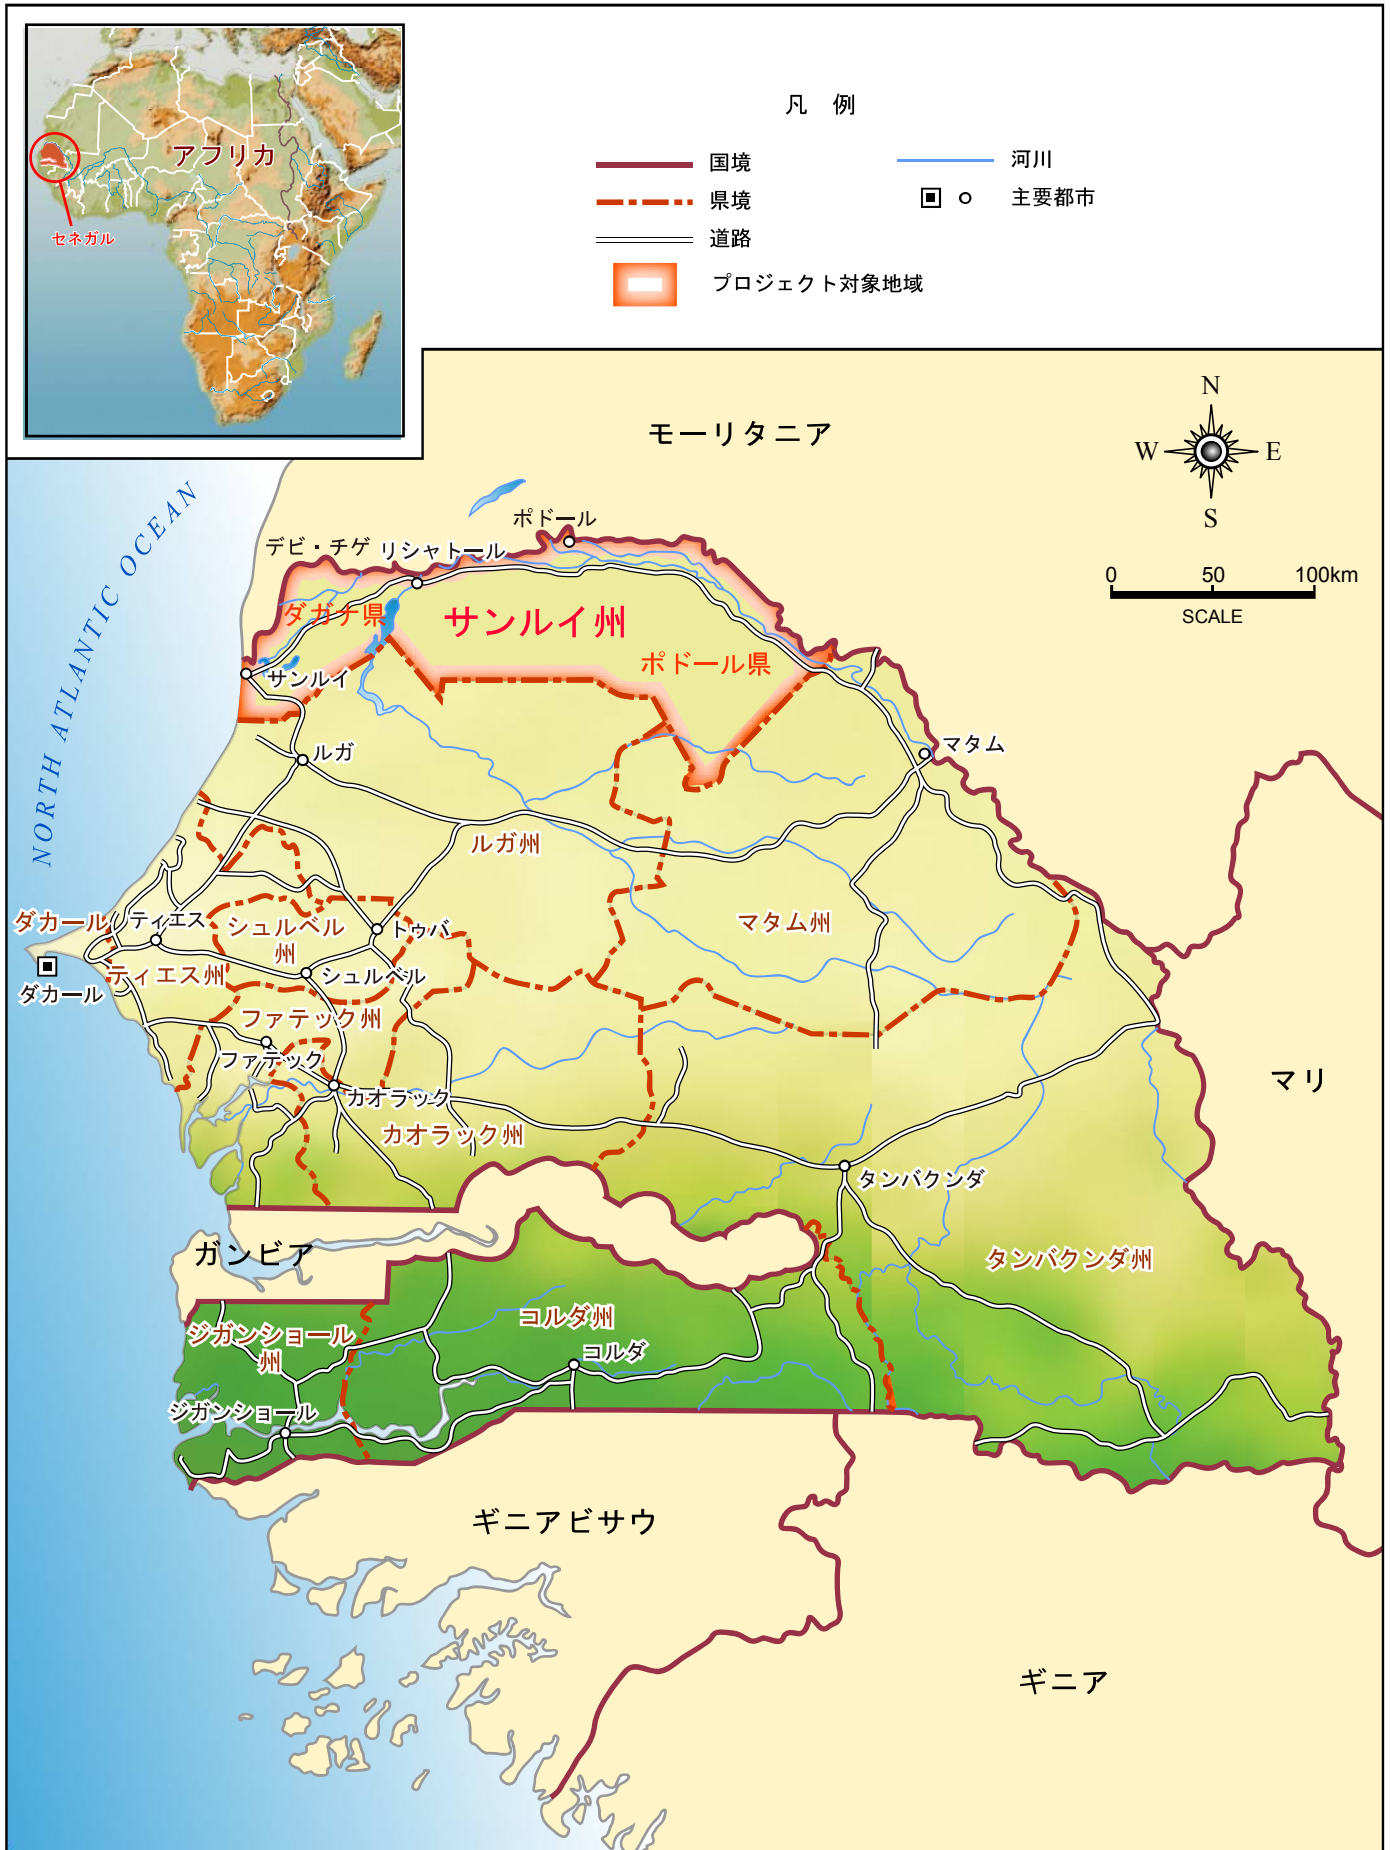 アフリカ
セネガル
凡 例
国境
県境
道路
プロジェクト対象地域
河川
主要都市
モーリタニア
N
W
E
S
0 50 100km
SCALE
NORTH ATLANTIC OCEAN
ポドール
デビ・チゲ
リシャトール
ダガナ県
サンルイ州
ポドール県
サンルイ
ルガ
マタム
ルガ州
ダカール
ティエス
シュルベル
州
トゥバ
マタム州
ティエス州
シュルベル
ダカール
ファテック州
ファテック
カオラック
カオラック州
マリ
タンバクンダ
ガンビア
タンバクンダ州
コルダ州
ジガンショール
州
コルダ
ジガンショール
ギニアビサウ
ギニア